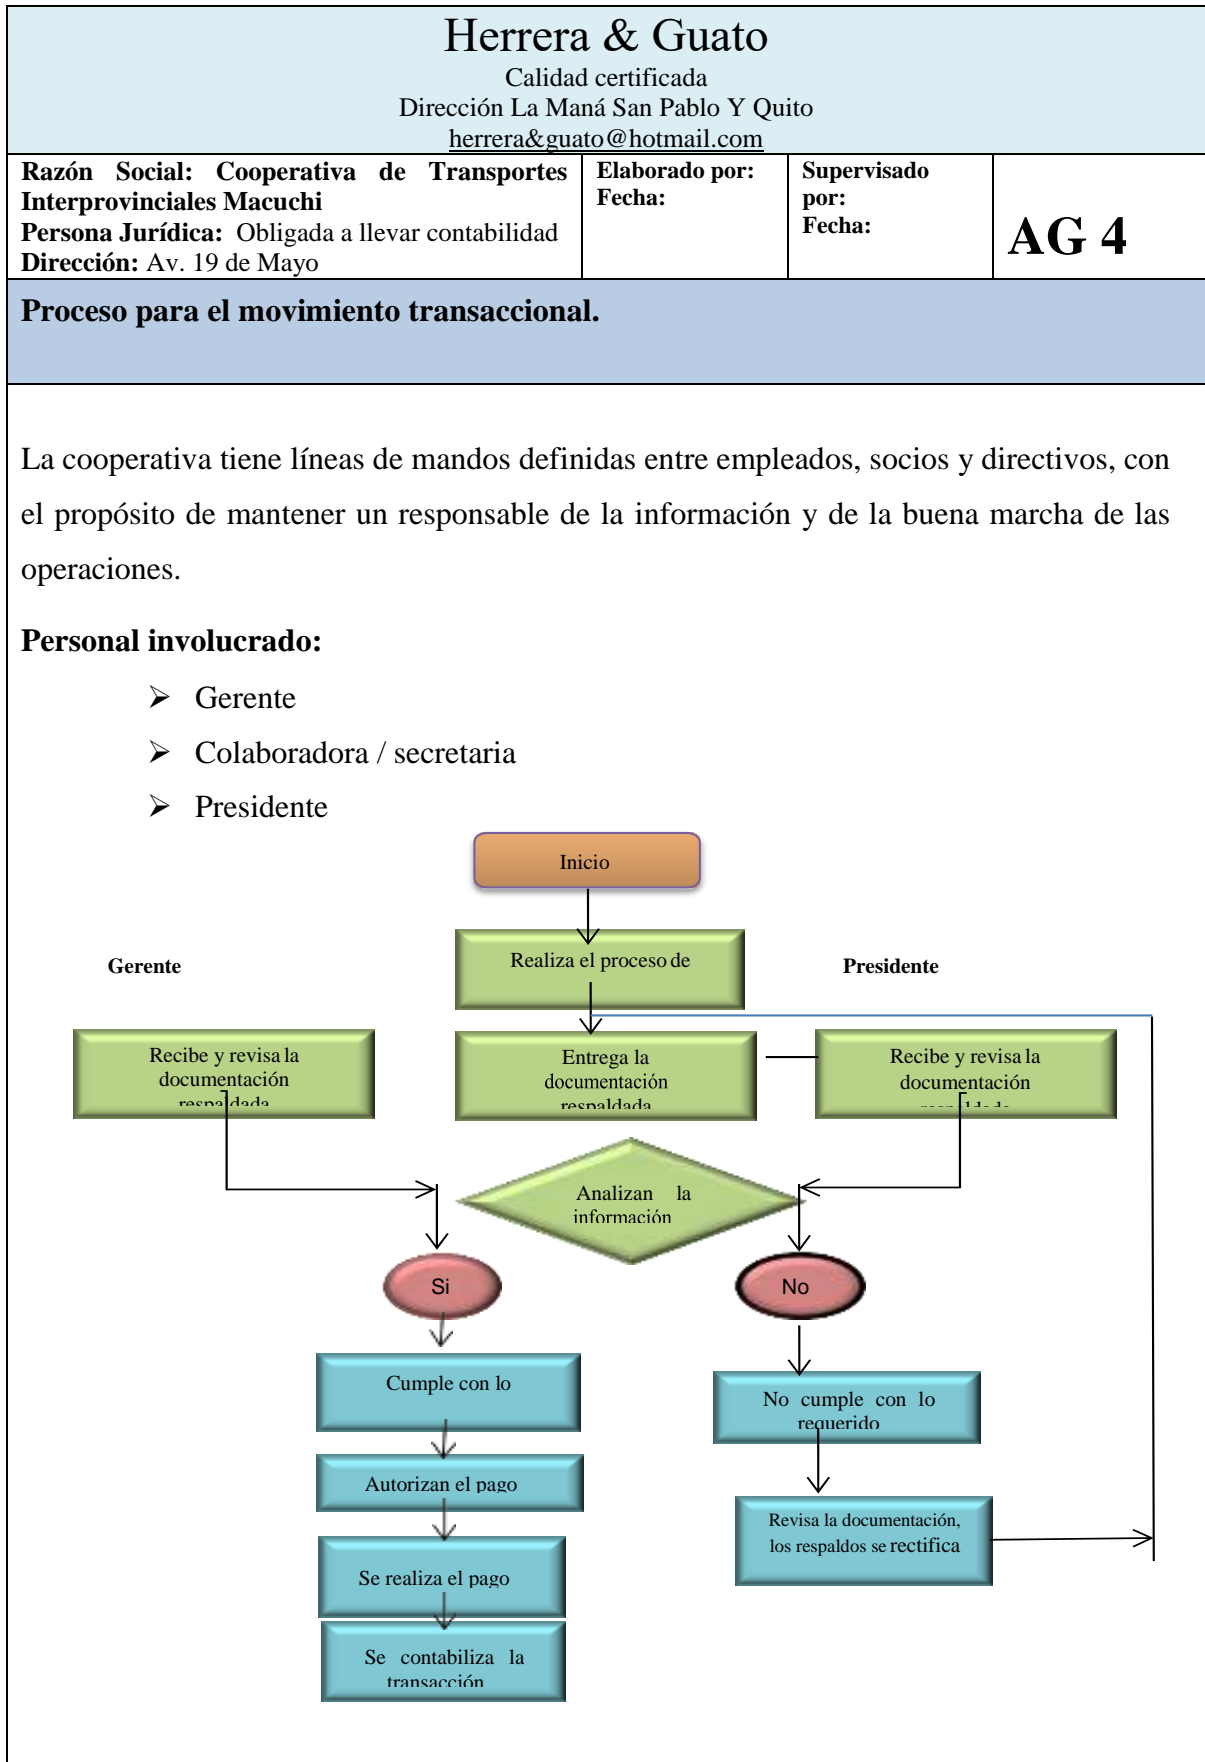 Herrera & Guato
Calidad certificada
Dirección La Maná San Pablo Y Quito
herrera&guato@hotmail.com
Razón Social: Cooperativa de Transportes
Interprovinciales Macuchi
Persona Jurídica: Obligada a llevar contabilidad
Dirección: Av. 19 de Mayo
Elaborado por:
Fecha:
Supervisado
por:
Fecha:
AG 4
Proceso para el movimiento transaccional.
La cooperativa tiene líneas de mandos definidas entre empleados, socios y directivos, con
el propósito de mantener un responsable de la información y de la buena marcha de las
operaciones.
Personal involucrado:
➢ Gerente
➢ Colaboradora / secretaria
➢ Presidente
Inicio
Gerente
Realiza el proceso de
Presidente
Recibe y revisa la
documentación
respaldada
Entrega la
documentación
respaldada
Recibe y revisa la
documentación
respaldada
Analizan la
información
Si
No
Cumple con lo
No cumple con lo
requerido
Autorizan el pago
Revisa la documentación,
los respaldos se rectifica
Se realiza el pago
Se contabiliza la
transacción